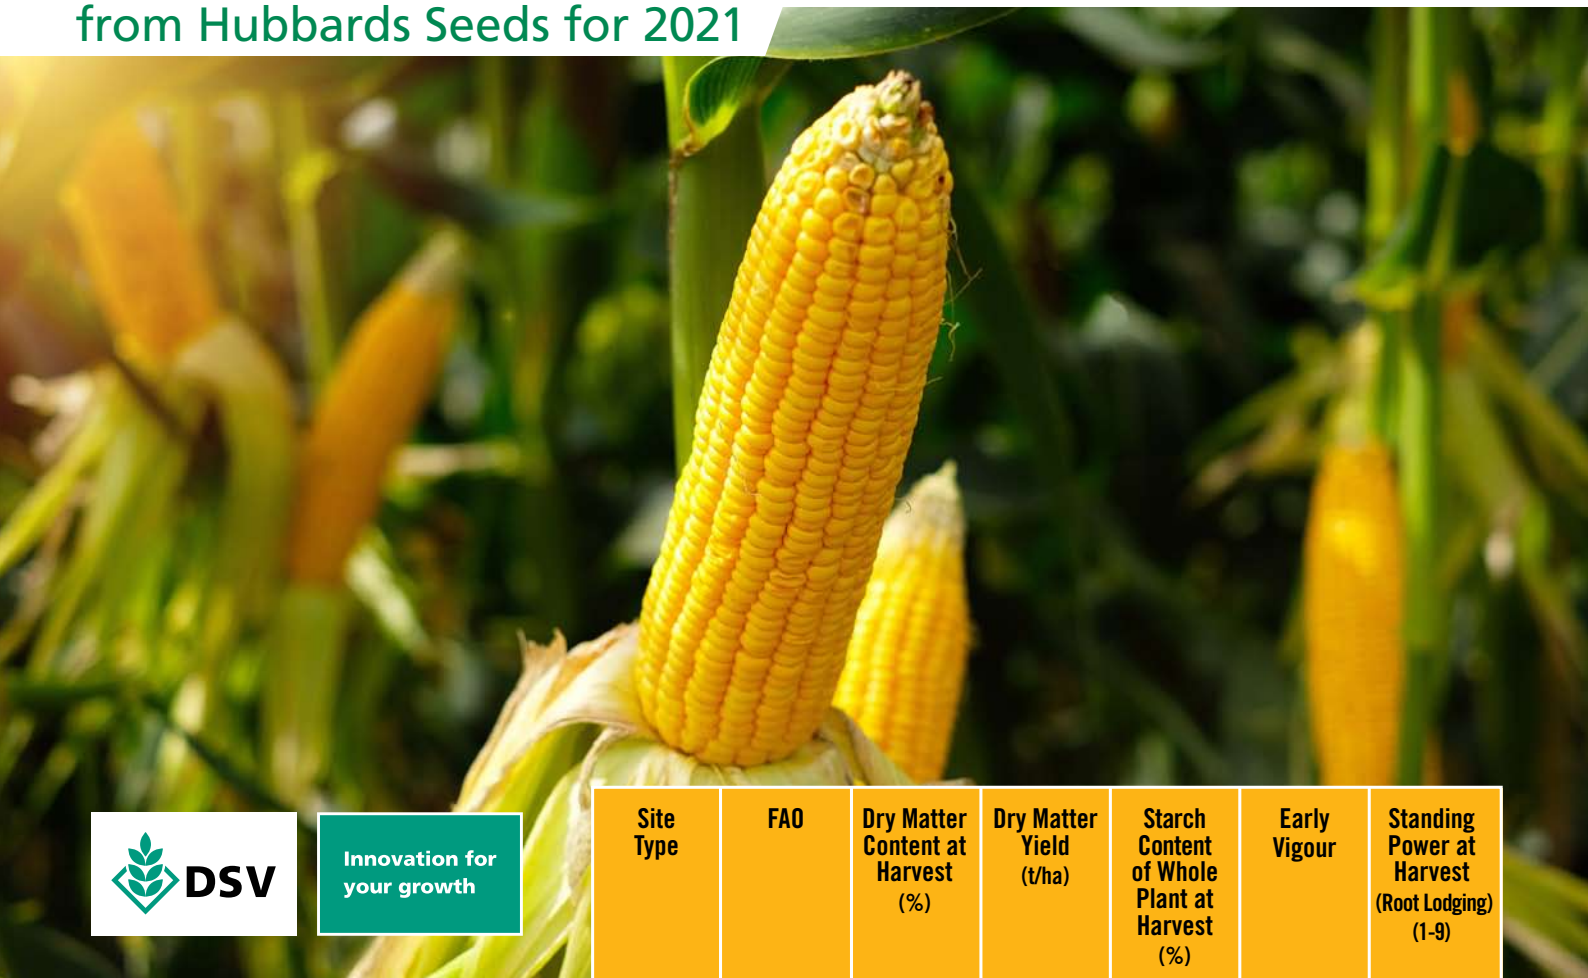 from Hubbards Seeds for 2021
DSV
Innovation for
your growth
Site
Type
FAO
Dry Matter
Content at
Harvest
(%)
Dry Matter
Yield
(t/ha)
Starch
Content
of Whole
Plant at
Harvest
(%)
Early
Vigour
Standing
Power at
Harvest
(Root Lodging)
(1-9)